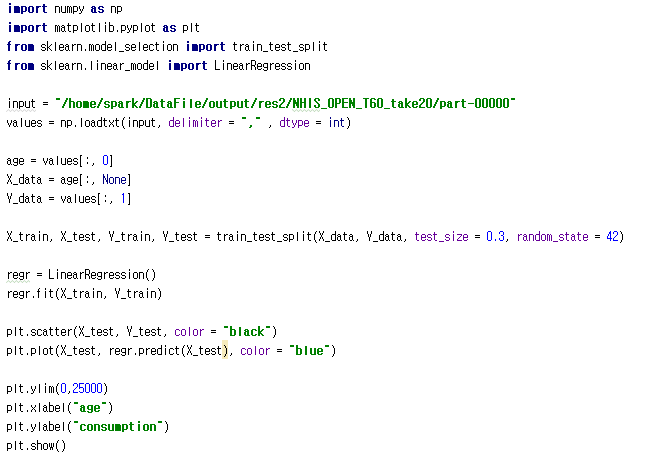 import numpy as np
import matplotlib.pyplot as plt
from sklearn.model_selection import train_test_split
from sklearn.linear_model import LinearRegression
input = "/home/spark/DataFile/output/res2/NHIS_OPEN_T60_take20/part-00000"
values = np.loadtxt(input, delimiter = "," , dtype = int)
age = values[:, 0]
X_data = age[:, None]
Y_data = values[:, 1]
X_train, X_test, Y_train, Y_test = train_test_split(X_data, Y_data, test_size = 0.3, random_state = 42)
regr = LinearRegression()
regr.fit(X_train, Y_train)
plt.scatter(X_test, Y_test, color = "black")
plt.plot(X_test, regr.predict(X_test), color = "blue")
plt.ylim(0,25000)
plt.xlabel("age")
plt.ylabel("consumption")
plt.show()